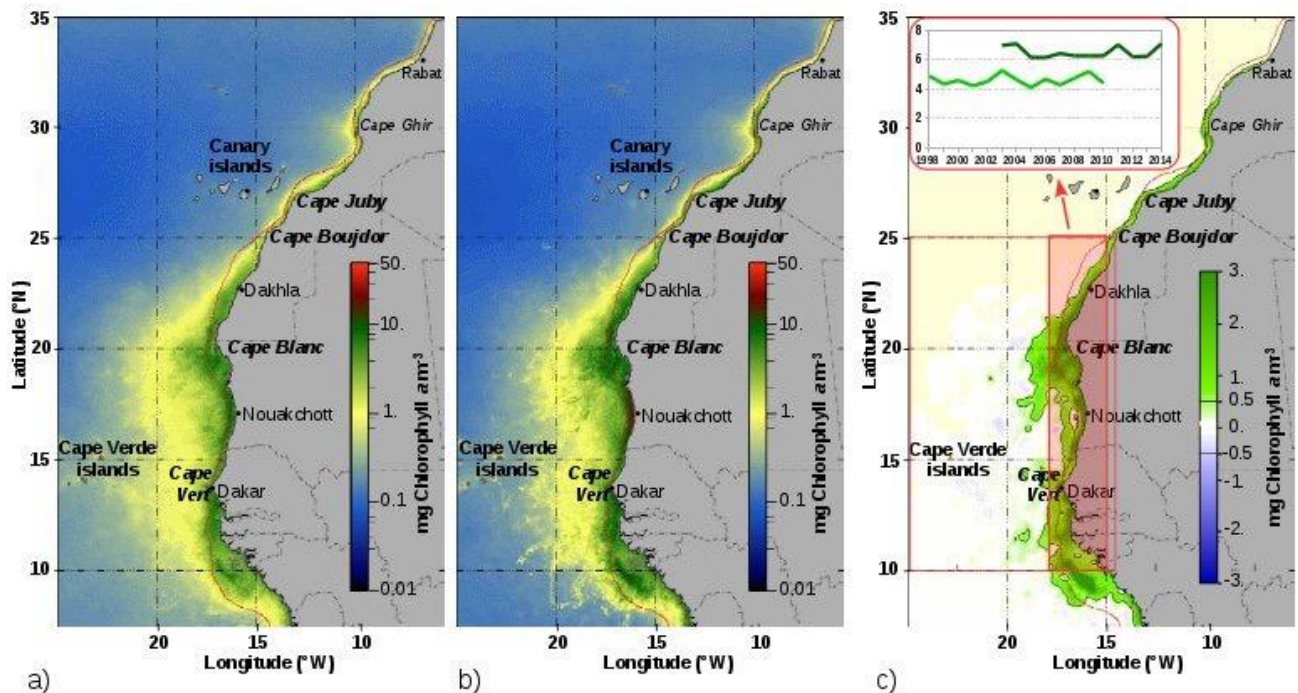 35
30
25
20
15
10
Latitude (°N)
Rabat
Cape Ghir
Canary
islands
Cape Juby
Cape Boujdor
Dakhla
Cape Blanc
Nouakchott
Cape Verde
islands
Cape
Vert
Dakar
50.
10.
1.
0.1
0.01
mg Chlorophyll am³
20
15
10
Longitude (°W)
a)
Rabat
Cape Ghir
Canary
islands
Cape Juby
Cape Boujdor
Dakhla
Cape Blanc
Nouakchott
Cape Verde
islands
Cape
Vert
Dakar
50.
10.
1.
0.1
0.01
mg Chlorophyll am³
20
15
10
Longitude (°W)
b)
35
30
25
20
15
10
8
6
4
2
0
1998 2000 2002 2004 2006 2008 2010 2012 2014
Rabat
Cape Ghir
Cape Juby
Cape Boujdor
Dakhla
Cape Blanc
Nouakchott
Cape Verde
islands
Cape
Vert
Dakar
3.
2.
1.
0.5
0.
-0.5
-1
-2.
-3.
mg Chlorophyll am³
20
15
10
Longitude (°W)
c)